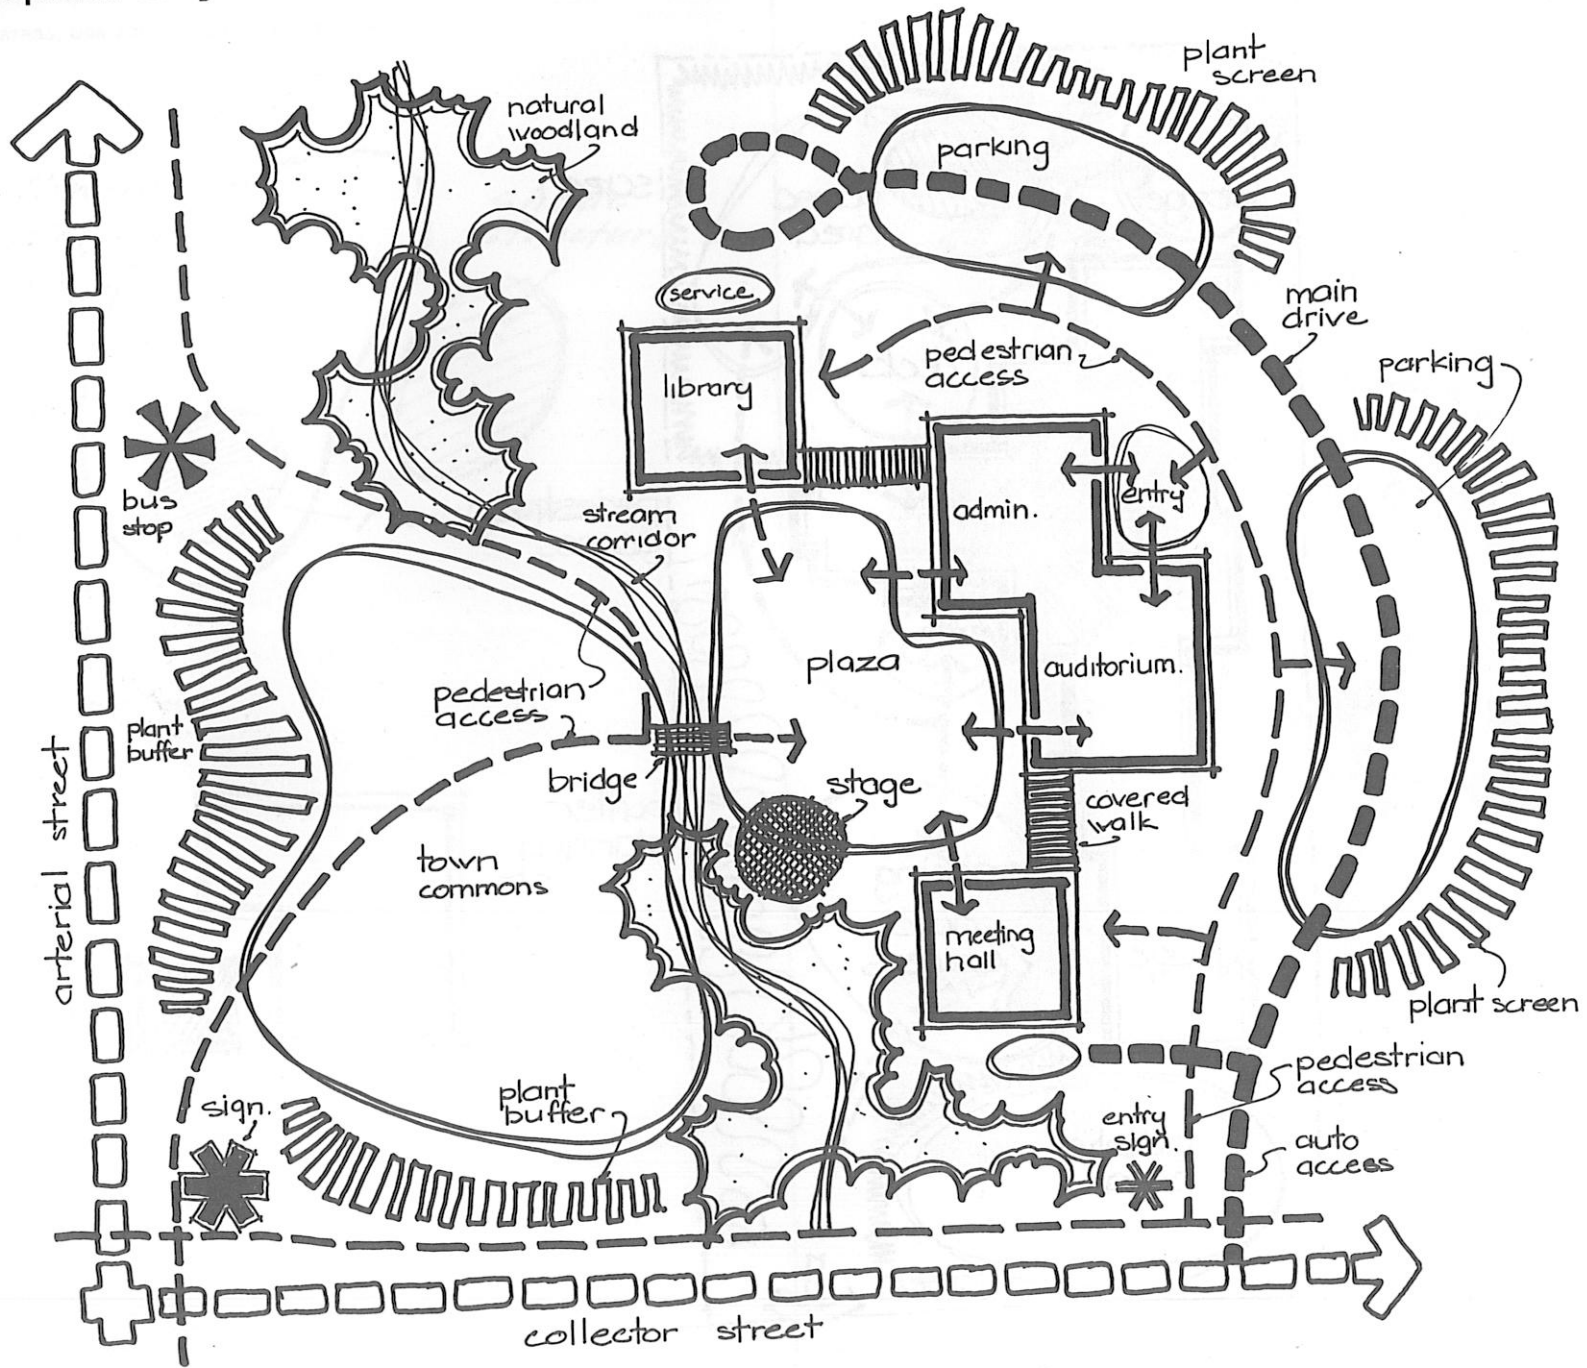 plant
screen
natural
woodland
parking
service
main
drive
pedestrian
access
parking
library
entry
bus
stop
admin.
stream
corridor
plaza
auditorium.
pedestrian
access
plant
buffer
bridge
stage
covered
walk
arterial street
town
commons
meeting
hall
plant screen
pedestrian
access
sign.
plant
buffer
entry
sign.
auto
access
collector street